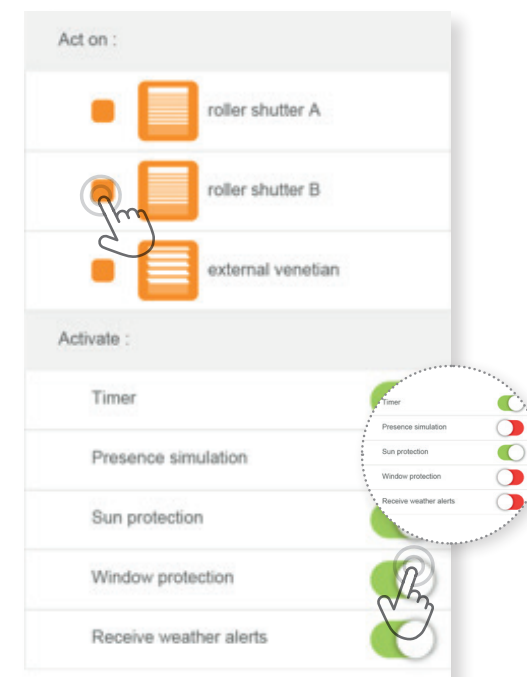 Act on :
roller shutter A
roller shutter B
external venetian
Activate :
Timer
Presence simulation
Sun protection
Window protection
Receive weather alerts
Timer
Presence simulation
Sun protection
Window protection
Receive weather alerts